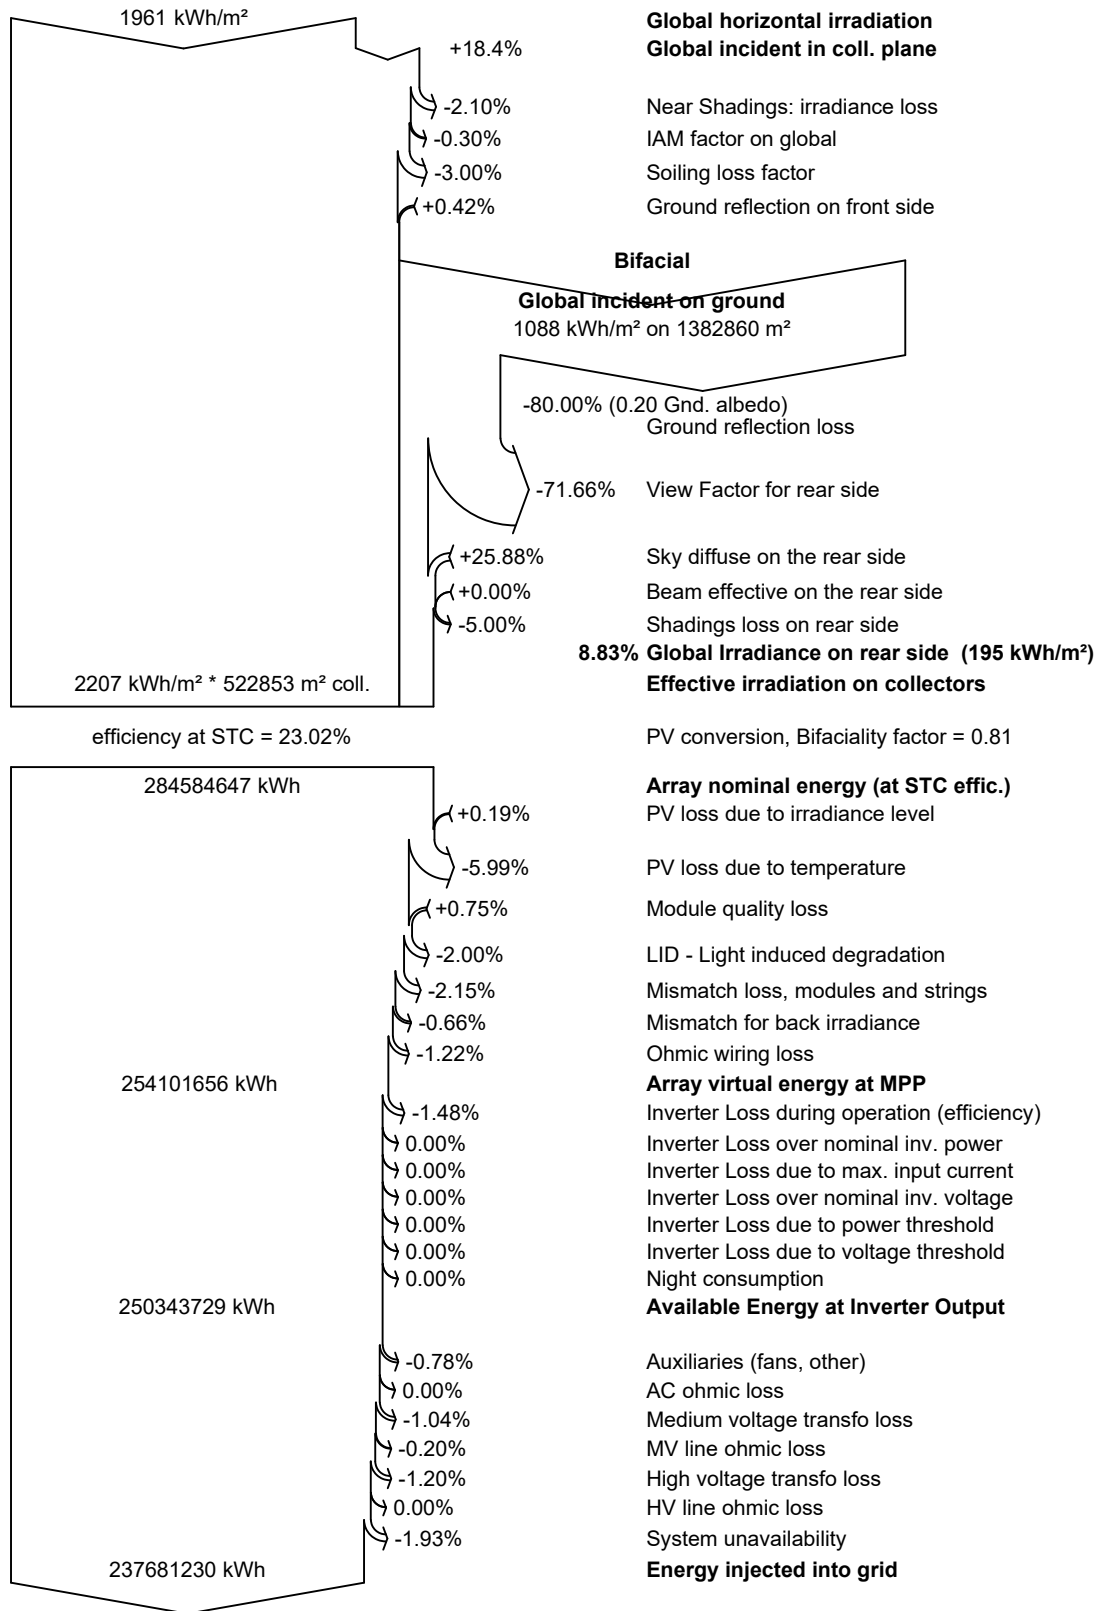 1961 kWh/m² Global horizontal irradiation
+18.4% Global incident in coll. plane
-2.10% Near Shadings: irradiance loss
-0.30% IAM factor on global
-3.00% Soiling loss factor
+0.42% Ground reflection on front side
Bifacial
Global incident on ground
1088 kWh/m² on 1382860 m²
-80.00% (0.20 Gnd. albedo)
Ground reflection loss
-71.66% View Factor for rear side
+25.88% Sky diffuse on the rear side
+0.00% Beam effective on the rear side
-5.00% Shadings loss on rear side
8.83% Global Irradiance on rear side (195 kWh/m²)
2207 kWh/m² * 522853 m² coll. Effective irradiation on collectors
efficiency at STC = 23.02% PV conversion, Bifaciality factor = 0.81
284584647 kWh Array nominal energy (at STC effic.)
+0.19% PV loss due to irradiance level
-5.99% PV loss due to temperature
+0.75% Module quality loss
-2.00% LID - Light induced degradation
-2.15% Mismatch loss, modules and strings
-0.66% Mismatch for back irradiance
-1.22% Ohmic wiring loss
254101656 kWh Array virtual energy at MPP
-1.48% Inverter Loss during operation (efficiency)
0.00% Inverter Loss over nominal inv. power
0.00% Inverter Loss due to max. input current
0.00% Inverter Loss over nominal inv. voltage
0.00% Inverter Loss due to power threshold
0.00% Inverter Loss due to voltage threshold
0.00% Night consumption
250343729 kWh Available Energy at Inverter Output
-0.78% Auxiliaries (fans, other)
0.00% AC ohmic loss
-1.04% Medium voltage transfo loss
-0.20% MV line ohmic loss
-1.20% High voltage transfo loss
0.00% HV line ohmic loss
-1.93% System unavailability
237681230 kWh Energy injected into grid